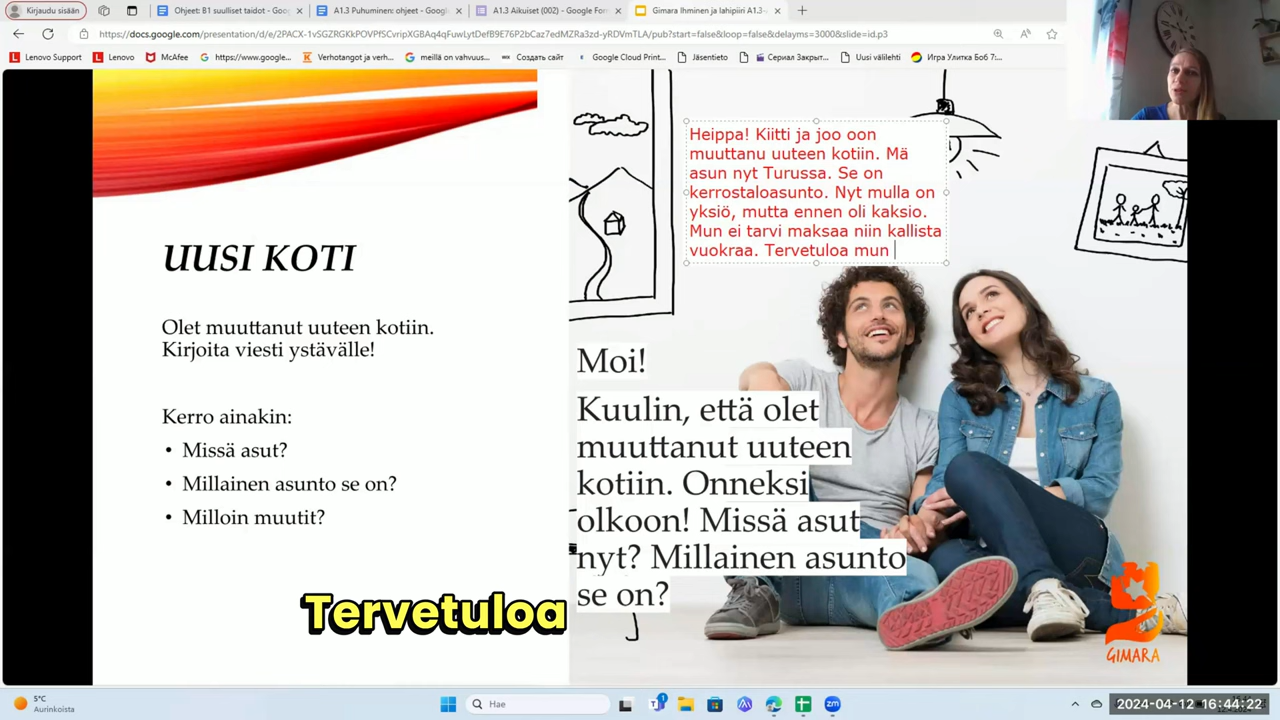 Kirjaudu sisään
Ohjeet: B1 suulliset taidot - Goog
A1.3 Puhuminen: ohjeet - Google
A1.3 Aikuiset (002) - Google Fon
Gimara Ihminen ja lahipiiri A1.3
https://docs.google.com/presentation/d/e/2PACX-1vSGZRGKkPOVPfSCvripXGBAq4qFuwLytDefB9E76P2bCaz7edMZRa3zd-yRDVmTLA/pub?start=false&loop=false&delayms=3000&slide=id.p3
Lenovo Support
Lenovo
McAfee
https://www.google...
Verhotangot ja verh...
meillä on vahvuus...
Создать сайт
Google Cloud Print...
Jäsentieto
Сериал Закрыт...
Uusi välilehti
Игра Улитка Боб 7:...
Heippa! Kiitti ja joo oon
muuttanu uuteen kotiin. Mä
asun nyt Turussa. Se on
kerrostaloasunto. Nyt mulla on
yksiö, mutta ennen oli kaksio.
Mun ei tarvi maksaa niin kallista
vuokraa. Tervetuloa mun
UUSI KOTI
Olet muuttanut uuteen kotiin.
Kirjoita viesti ystävälle!
Kerro ainakin:
• Missä asut?
• Millainen asunto se on?
• Milloin muutit?
Moi!
Kuulin, että olet
muuttanut uuteen
kotiin. Onneksi
olkoon! Missä asut
nyt? Millainen asunto
se on?
Tervetuloa
GIMARA
5°C
Aurinkoista
Hae
2024-04-12 16:44:22